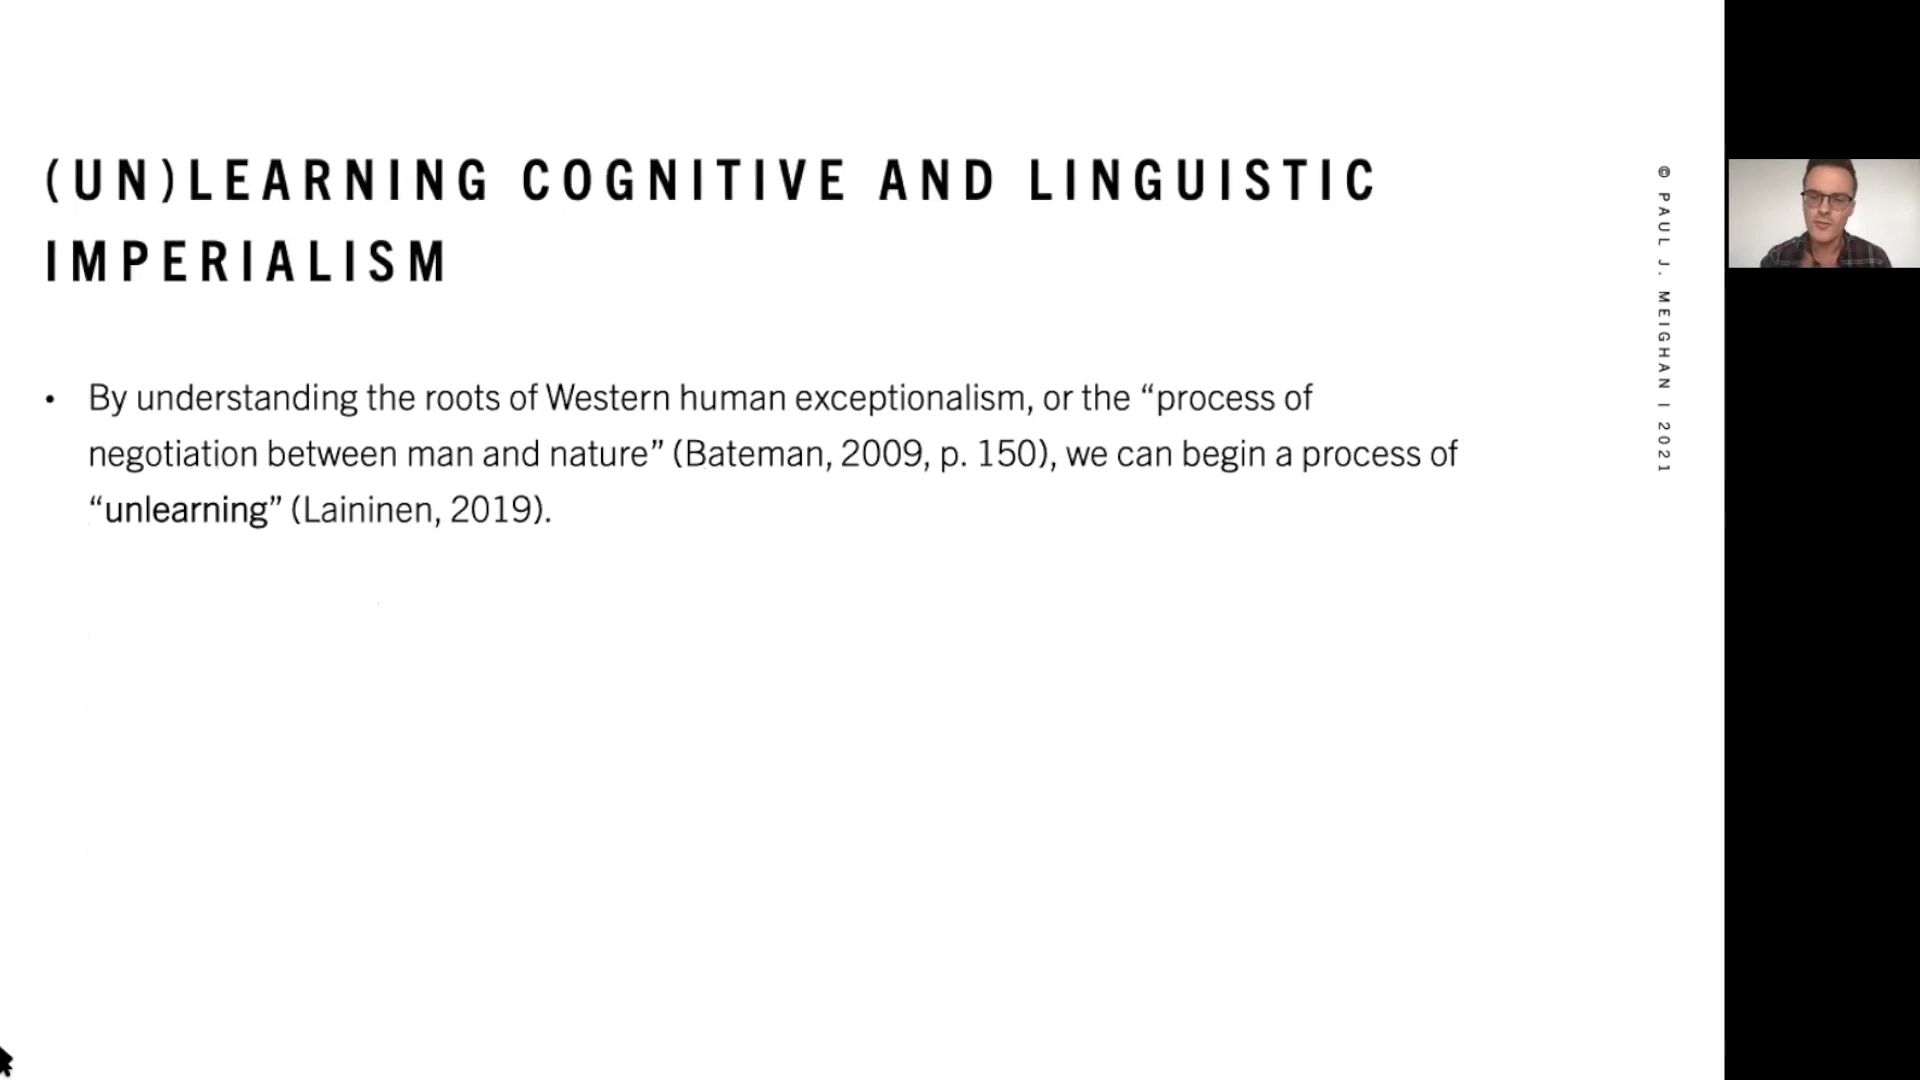 (UN)LEARNING COGNITIVE AND LINGUISTIC
IMPERIALISM
• By understanding the roots of Western human exceptionalism, or the “process of
negotiation between man and nature” (Bateman, 2009, p. 150), we can begin a process of
“unlearning” (Laininen, 2019).
© PAUL J. MEIGHAN I 2021